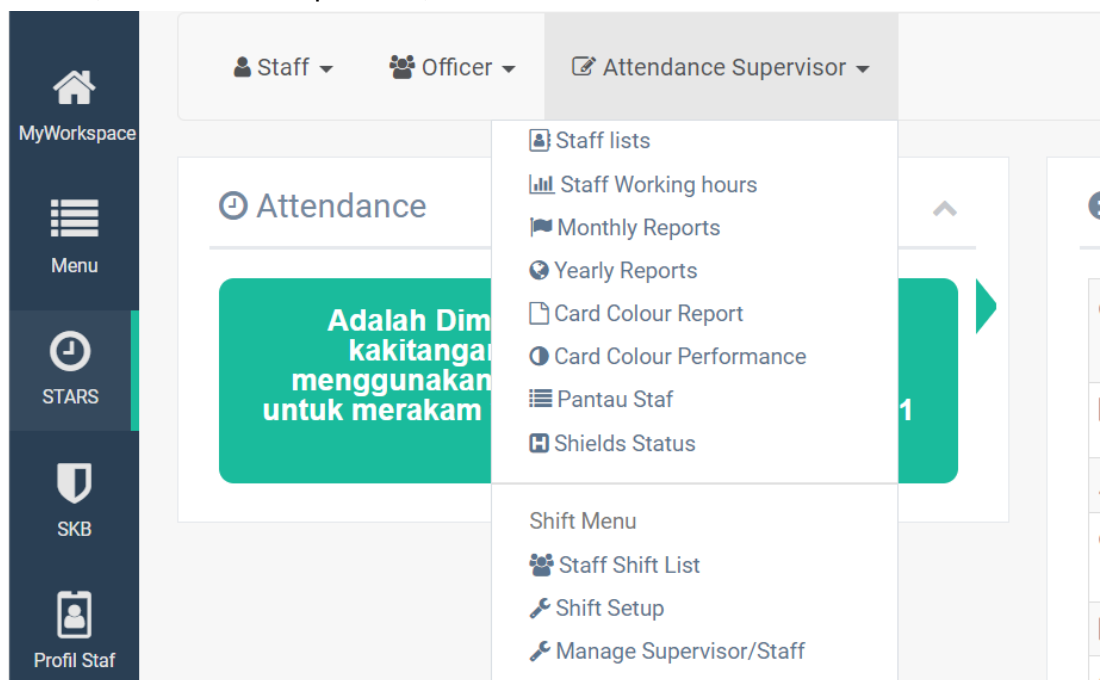 Staff
Officer
Attendance Supervisor
MyWorkspace
Menu
STARS
SKB
Profil Staf
Attendance
Adalah Dim
kakitangan
menggunakan
untuk merakam
1
Staff lists
Staff Working hours
Monthly Reports
Yearly Reports
Card Colour Report
Card Colour Performance
Pantau Staf
Shields Status
Shift Menu
Staff Shift List
Shift Setup
Manage Supervisor/Staff